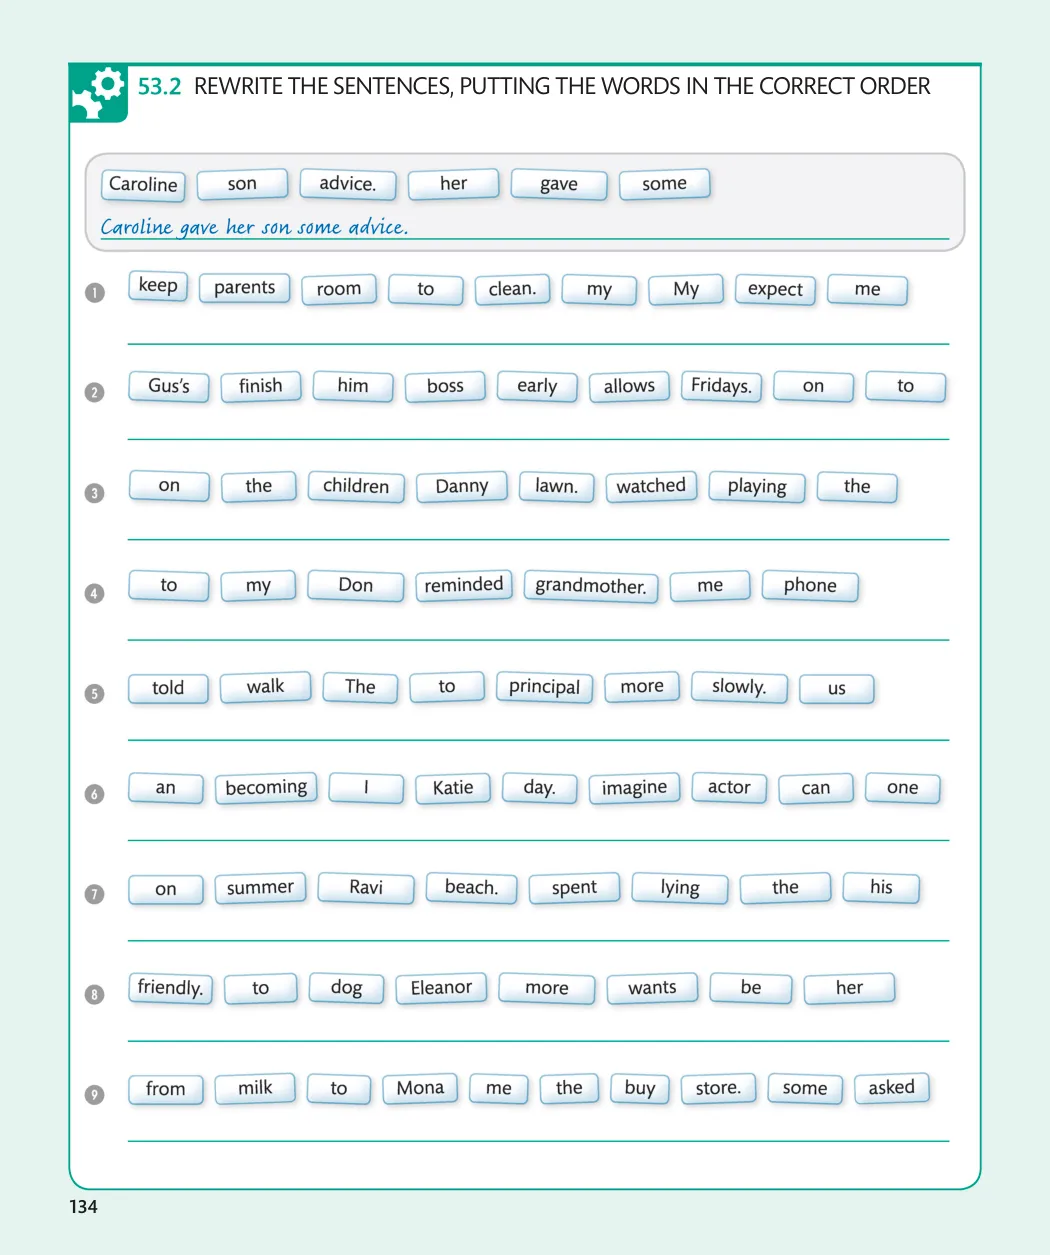 53.2 REWRITE THE SENTENCES, PUTTING THE WORDS IN THE CORRECT ORDER
Caroline son advice. her gave some
Caroline gave her son some advice.
1 keep parents room to clean. my My expect me
2 Gus's finish him boss early allows Fridays. on to
3 on the children Danny lawn. watched playing the
4 to my Don reminded grandmother. me phone
5 told walk The to principal more slowly. us
6 an becoming I Katie day. imagine actor can one
7 on summer Ravi beach. spent lying the his
8 friendly. to dog Eleanor more wants be her
9 from milk to Mona me the buy store. some asked
134